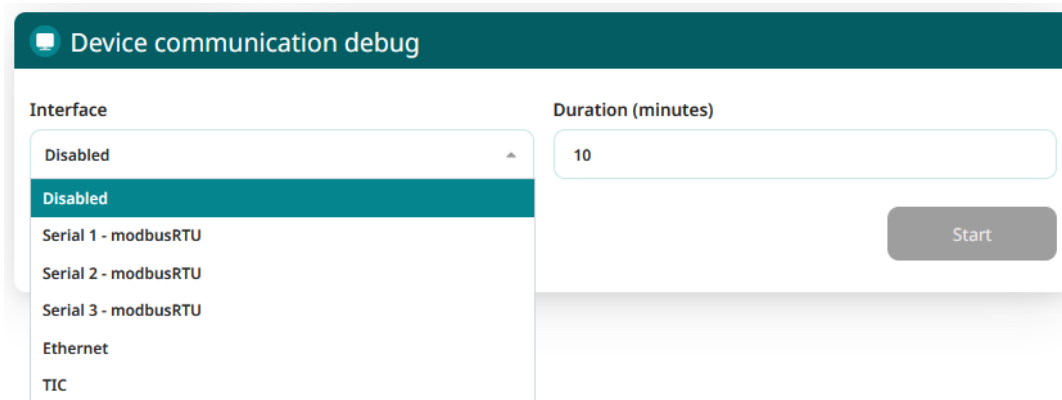 Device communication debug
Interface
Duration (minutes)
Disabled
10
Disabled
Serial 1 - modbusRTU
Start
Serial 2 - modbusRTU
Serial 3 - modbusRTU
Ethernet
TIC